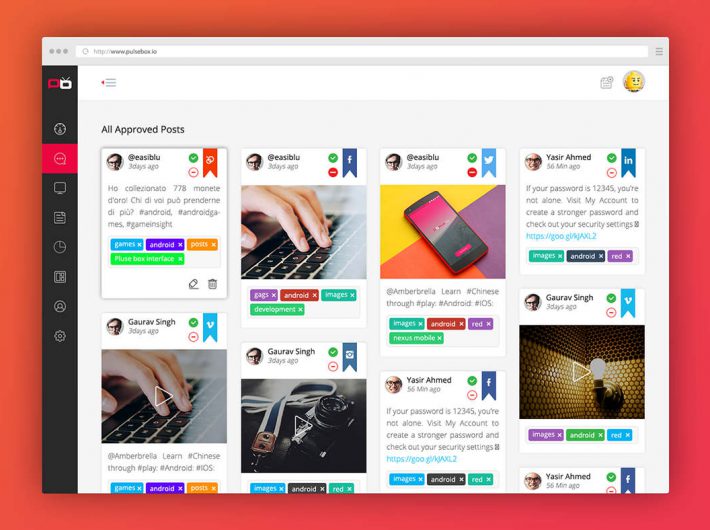 http://www.pulsebox.io
PB
All Approved Posts
@easiblu
3days ago
Ho collezionato 778 monete
d'oro! Chi di voi può prenderne
di più? #android, #androidga-
mes, #gameinsight
games × android × posts ×
Pluse box interface ×
Gaurav Singh
3days ago
@Amberbrella Learn #Chinese
through #play: #Android: #IOS:
games × android × posts ×
@easiblu
3days ago
gags × android × images ×
development ×
Gaurav Singh
3days ago
images × android × red ×
@easiblu
3days ago
@Amberbrella Learn #Chinese
through #play: #Android: #IOS:
images × android × red ×
nexus mobile ×
Yasir Ahmed
56 Min ago
If your password is 12345, you're
not alone. Visit My Account to
create a stronger password and
check out your security settings
https://goo.gl/kJAXL2
images × android × red ×
Yasir Ahmed
56 Min ago
If your password is 12345, you're
not alone. Visit My Account to
create a stronger password and
check out your security settings
https://goo.gl/kJAXL2
images × android × red ×
Gaurav Singh
3days ago
images × android × red ×
Yasir Ahmed
56 Min ago